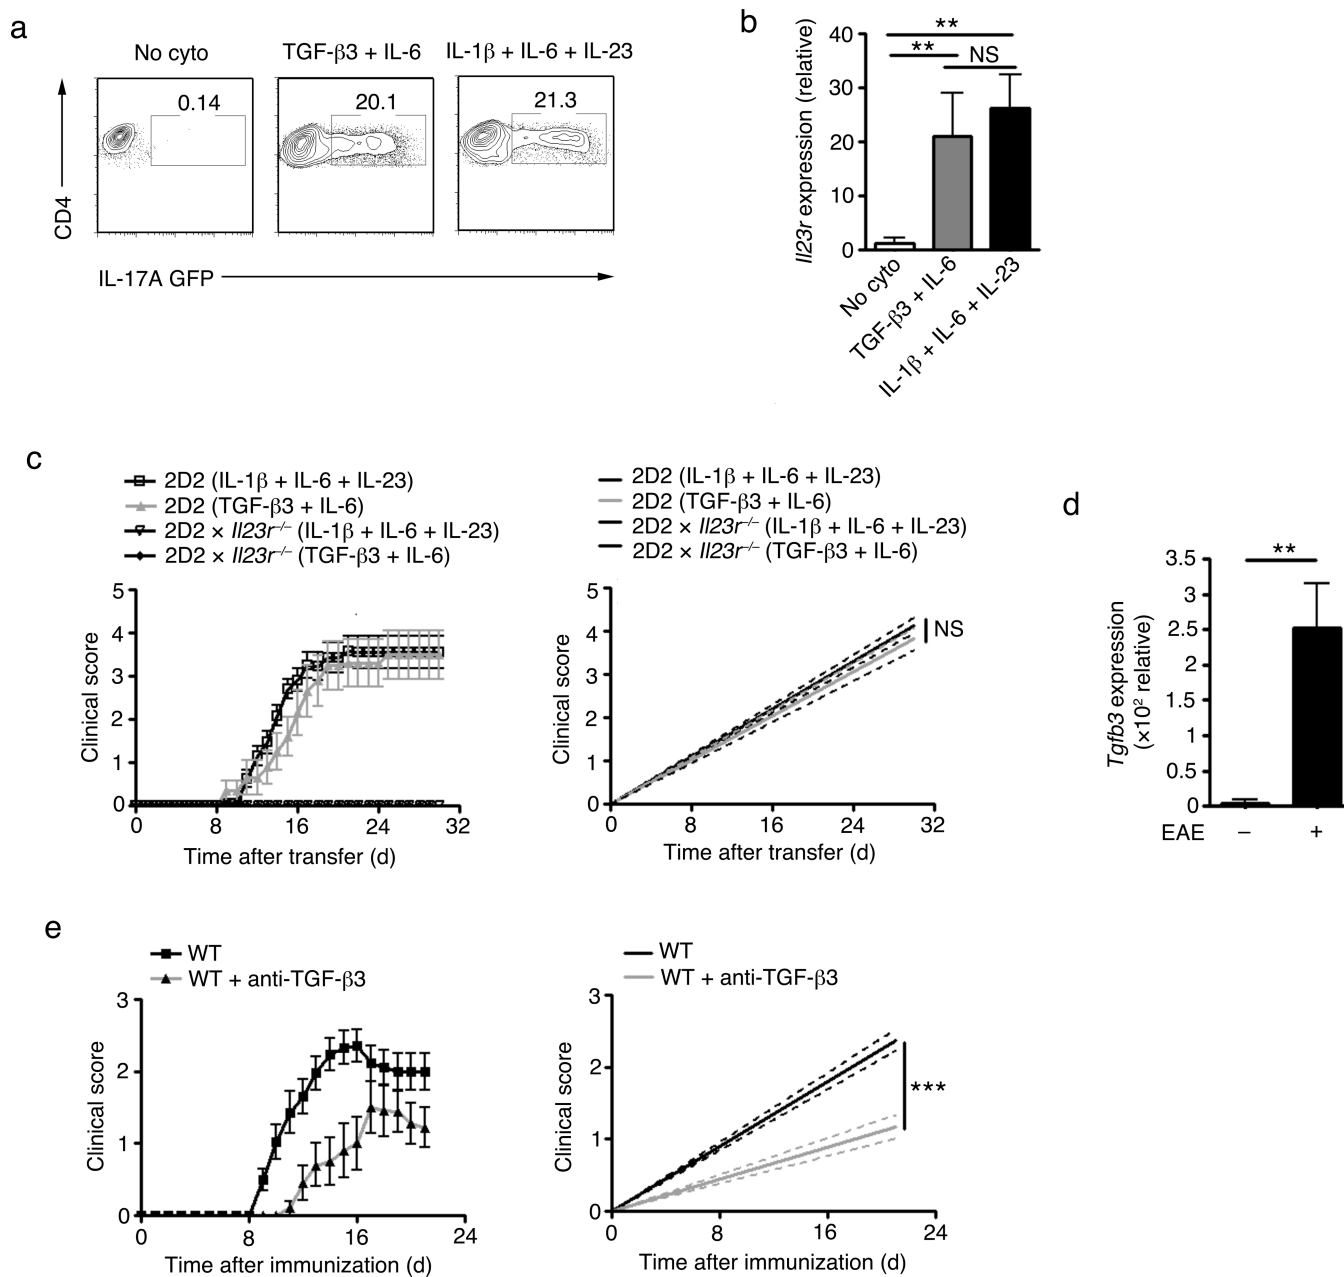 a
No cyto
TGF-β3 + IL-6
IL-1β + IL-6 + IL-23
0.14
20.1
21.3
CD4
IL-17A GFP
b
**
**
NS
Il23r expression (relative)
40
30
20
10
0
No cyto
TGF-β3 + IL-6
IL-1β + IL-6 + IL-23
c
2D2 (IL-1β + IL-6 + IL-23)
2D2 (TGF-β3 + IL-6)
2D2 × Il23r–/– (IL-1β + IL-6 + IL-23)
2D2 × Il23r–/– (TGF-β3 + IL-6)
Clinical score
5
4
3
2
1
0
0 8 16 24 32
Time after transfer (d)
2D2 (IL-1β + IL-6 + IL-23)
2D2 (TGF-β3 + IL-6)
2D2 × Il23r–/– (IL-1β + IL-6 + IL-23)
2D2 × Il23r–/– (TGF-β3 + IL-6)
Clinical score
5
4
3
2
1
0
NS
0 8 16 24 32
Time after transfer (d)
d
**
Tgfb3 expression
(×10² relative)
3.5
3
2.5
2
1.5
1
0.5
0
EAE – +
e
WT
WT + anti-TGF-β3
Clinical score
3
2
1
0
0 8 16 24
Time after immunization (d)
WT
WT + anti-TGF-β3
Clinical score
3
2
1
0
***
0 8 16 24
Time after immunization (d)